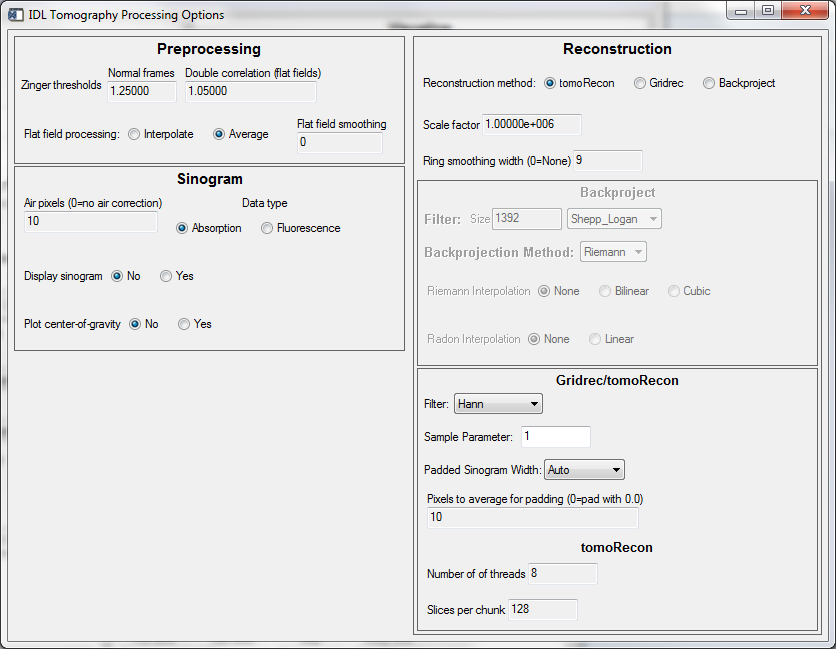 IDL Tomography Processing Options
Preprocessing
Normal frames Double correlation (flat fields)
Zinger thresholds 1.25000 1.05000
Flat field smoothing
Flat field processing: Interpolate Average 0
Sinogram
Air pixels (0=no air correction) Data type
10 Absorption Fluorescence
Display sinogram No Yes
Plot center-of-gravity No Yes
Reconstruction
Reconstruction method: tomoRecon Gridrec Backproject
Scale factor 1.00000e+006
Ring smoothing width (0=None) 9
Backproject
Filter: Size 1392 Shepp_Logan
Backprojection Method: Riemann
Riemann Interpolation None Bilinear Cubic
Radon Interpolation None Linear
Gridrec/tomoRecon
Filter: Hann
Sample Parameter: 1
Padded Sinogram Width: Auto
Pixels to average for padding (0=pad with 0.0)
10
tomoRecon
Number of of threads 8
Slices per chunk 128